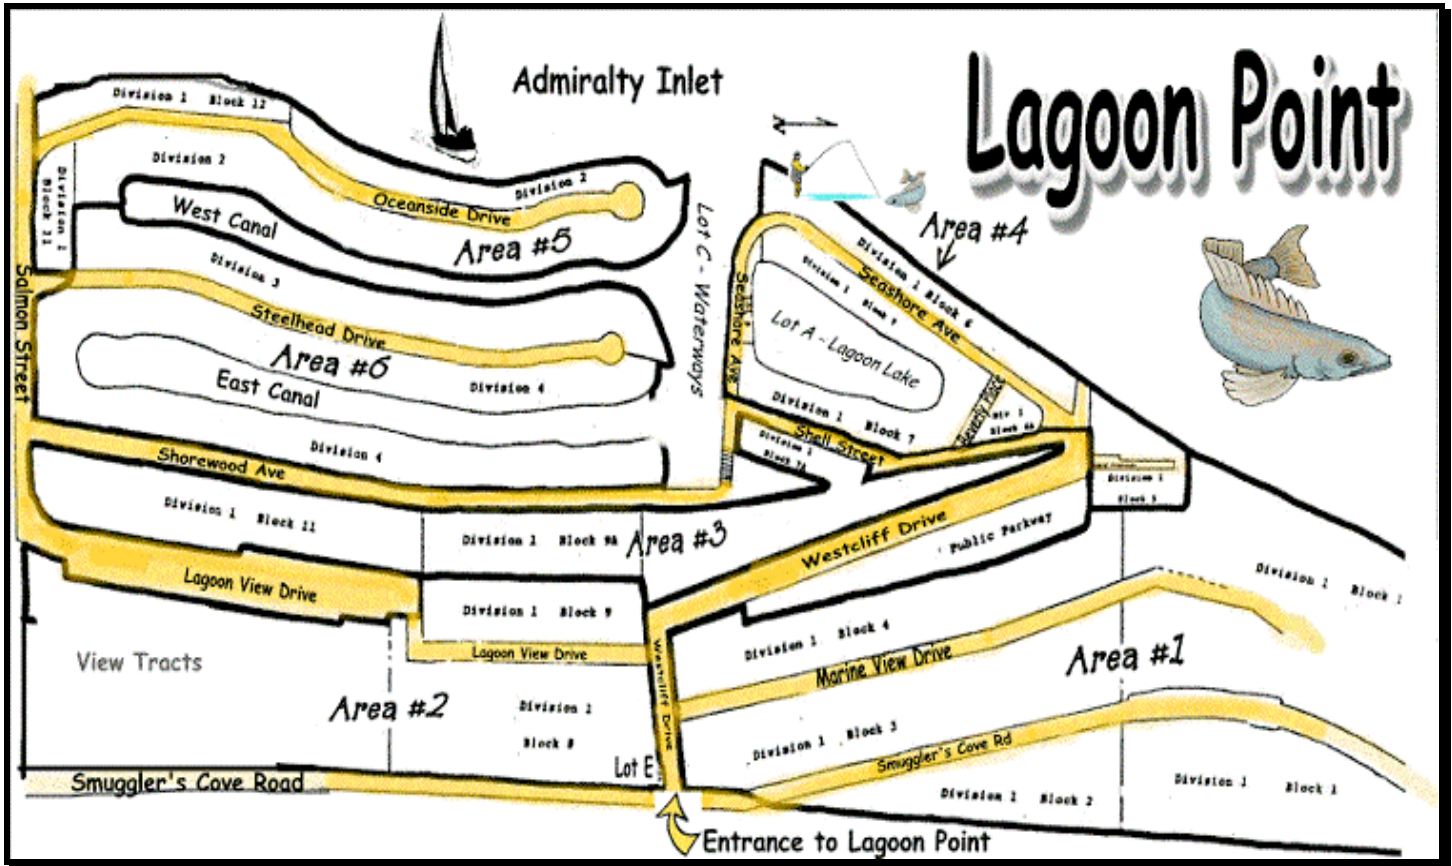 Lagoon Point
Admiralty Inlet
N
Division 1 Block 12
Division 2
Division 2
Oceanside Drive
Division 1
Block 11
West Canal
Area #5
Lot C - Waterways
Area #4
Division 1 Block 6
Seashore Ave
Seashore Ave
Lot A - Lagoon Lake
Salmon Street
Division 3
Steelhead Drive
Area #6
East Canal
Division 4
Division 4
Division 1 Block 7
Beverly Place
Shell Street
Block 7A
Shorewood Ave
Division 1 Block 11
Division 1 Block 9A
Area #3
Westcliff Drive
Public Parkway
Division 1
Division 1 Block 1
Lagoon View Drive
Division 1 Block 9
Lagoon View Drive
Westcliff Drive
Division 1 Block 4
Marine View Drive
Area #1
View Tracts
Area #2
Division 1
Block 8
Division 1 Block 3
Smuggler's Cove Rd
Lot E
Smuggler's Cove Road
Division 1 Block 2
Division 1 Block 1
Entrance to Lagoon Point